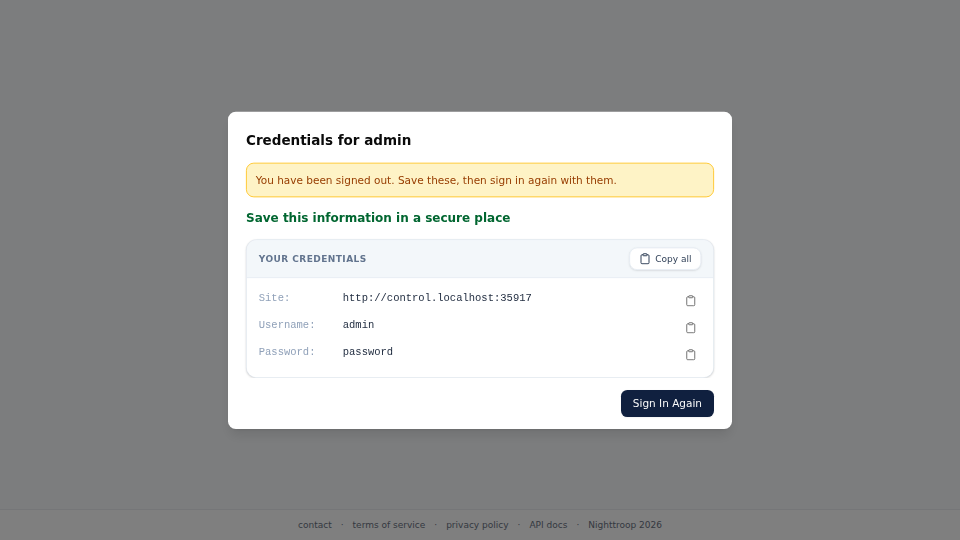 Credentials for admin
You have been signed out. Save these, then sign in again with them.
Save this information in a secure place
YOUR CREDENTIALS
Copy all
Site: http://control.localhost:35917
Username: admin
Password: password
Sign In Again
contact · terms of service · privacy policy · API docs · Nighttroop 2026